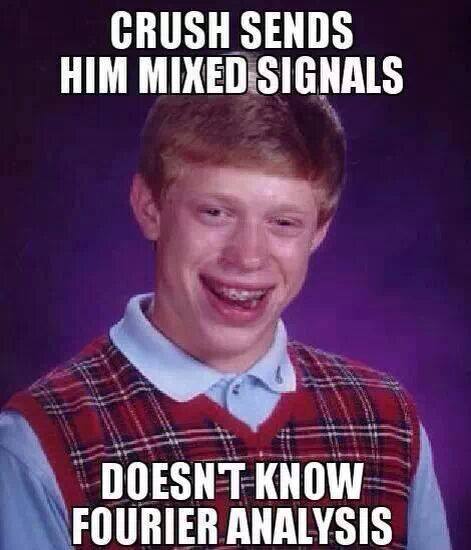 CRUSH SENDS
HIM MIXED SIGNALS
DOESN'T KNOW
FOURIER ANALYSIS